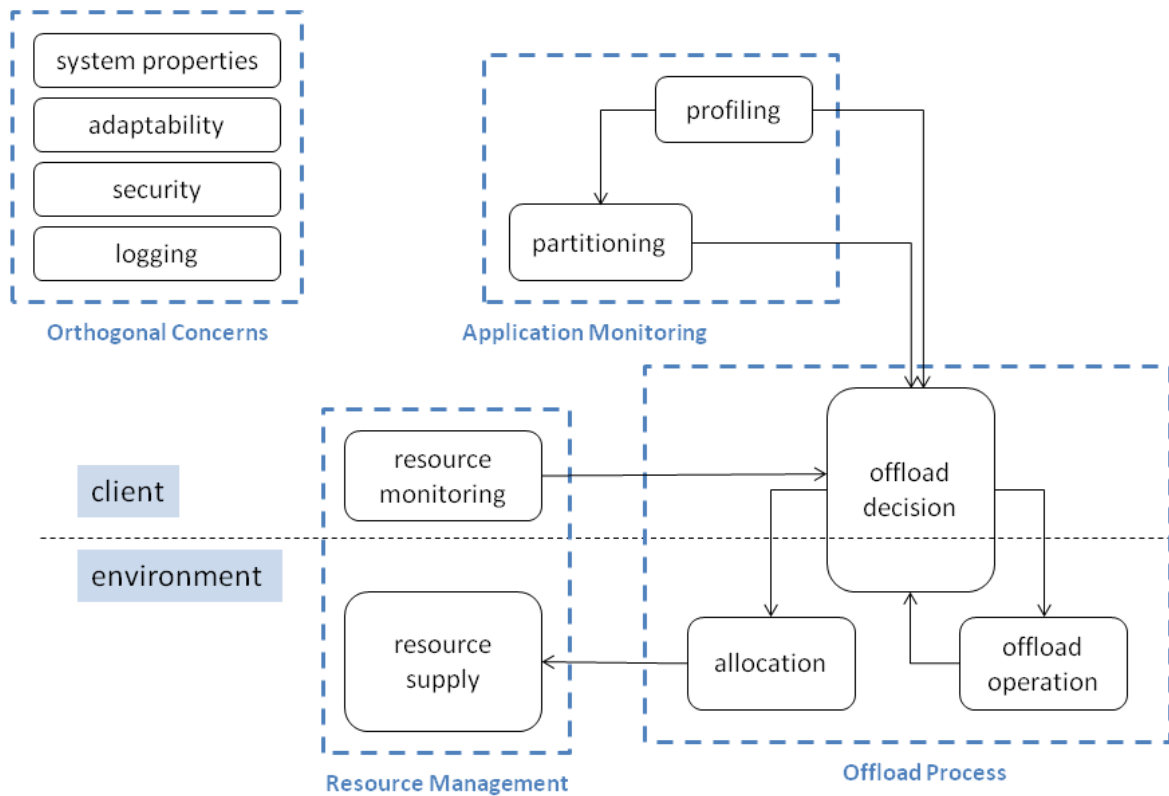 system properties
adaptability
security
logging
Orthogonal Concerns
profiling
partitioning
Application Monitoring
resource
monitoring
offload
decision
client
environment
resource
supply
allocation
offload
operation
Resource Management
Offload Process